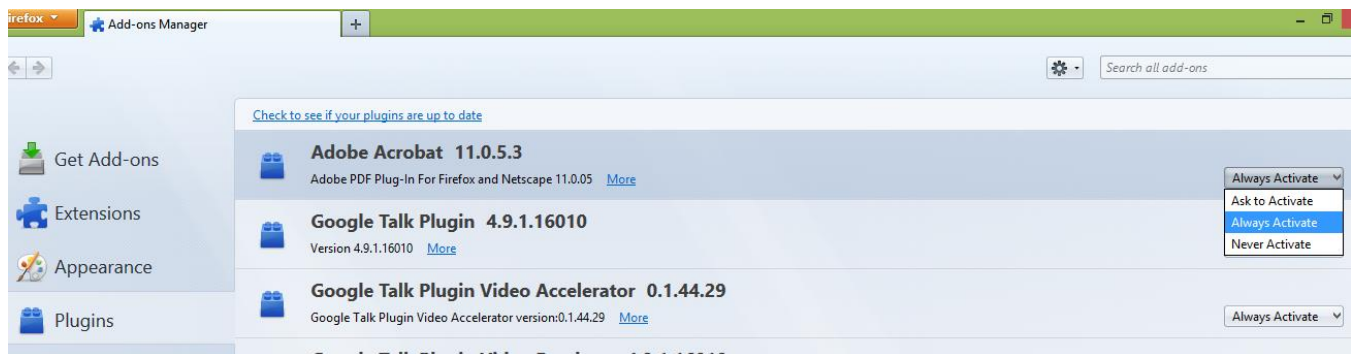 irefox
Add-ons Manager
Search all add-ons
Check to see if your plugins are up to date
Get Add-ons
Extensions
Appearance
Plugins
Adobe Acrobat 11.0.5.3
Adobe PDF Plug-In For Firefox and Netscape 11.0.05 More
Always Activate
Ask to Activate
Always Activate
Never Activate
Google Talk Plugin 4.9.1.16010
Version 4.9.1.16010 More
Google Talk Plugin Video Accelerator 0.1.44.29
Google Talk Plugin Video Accelerator version:0.1.44.29 More
Always Activate